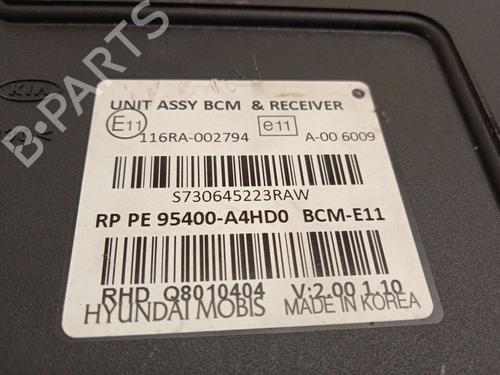 B-PARTS
KIA
UNIT ASSY BCM & RECEIVER
E11 e11
116RA-002794 A-00 6009
S730645223RAW
RP PE 95400-A4HD0 BCM-E11
RHD Q8010404 V:2.00 1.10
HYUNDAI MOBIS MADE IN KOREA